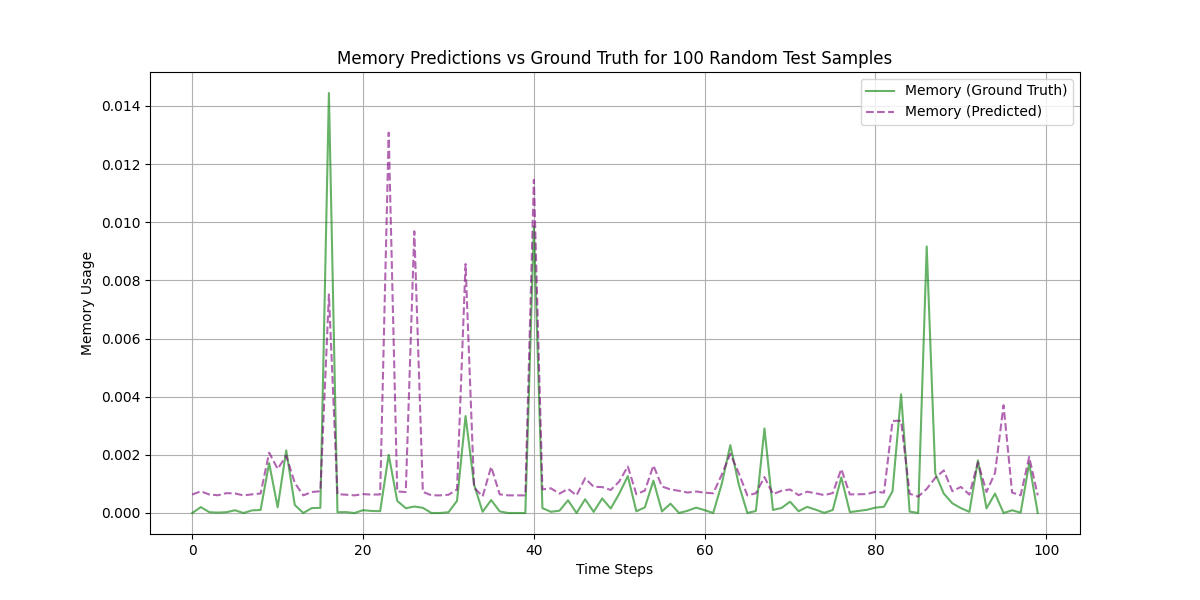 Memory Predictions vs Ground Truth for 100 Random Test Samples
Memory (Ground Truth)
Memory (Predicted)
Memory Usage
0.014
0.012
0.010
0.008
0.006
0.004
0.002
0.000
0 20 40 60 80 100
Time Steps